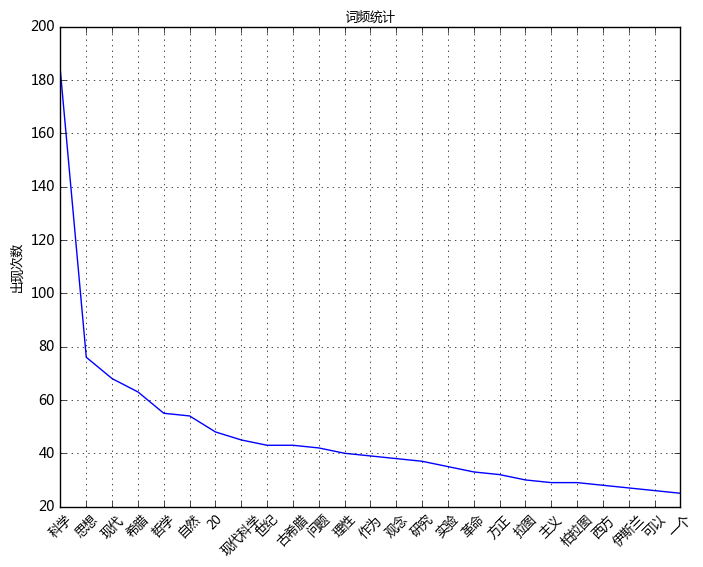 词频统计
出现次数
200
180
160
140
120
100
80
60
40
20
科学
思想
现代
希腊
哲学
自然
20
现代科学
世纪
古希腊
问题
理性
作为
观念
研究
实验
革命
方正
拉图
主义
柏拉图
西方
伊斯兰
可以
一个